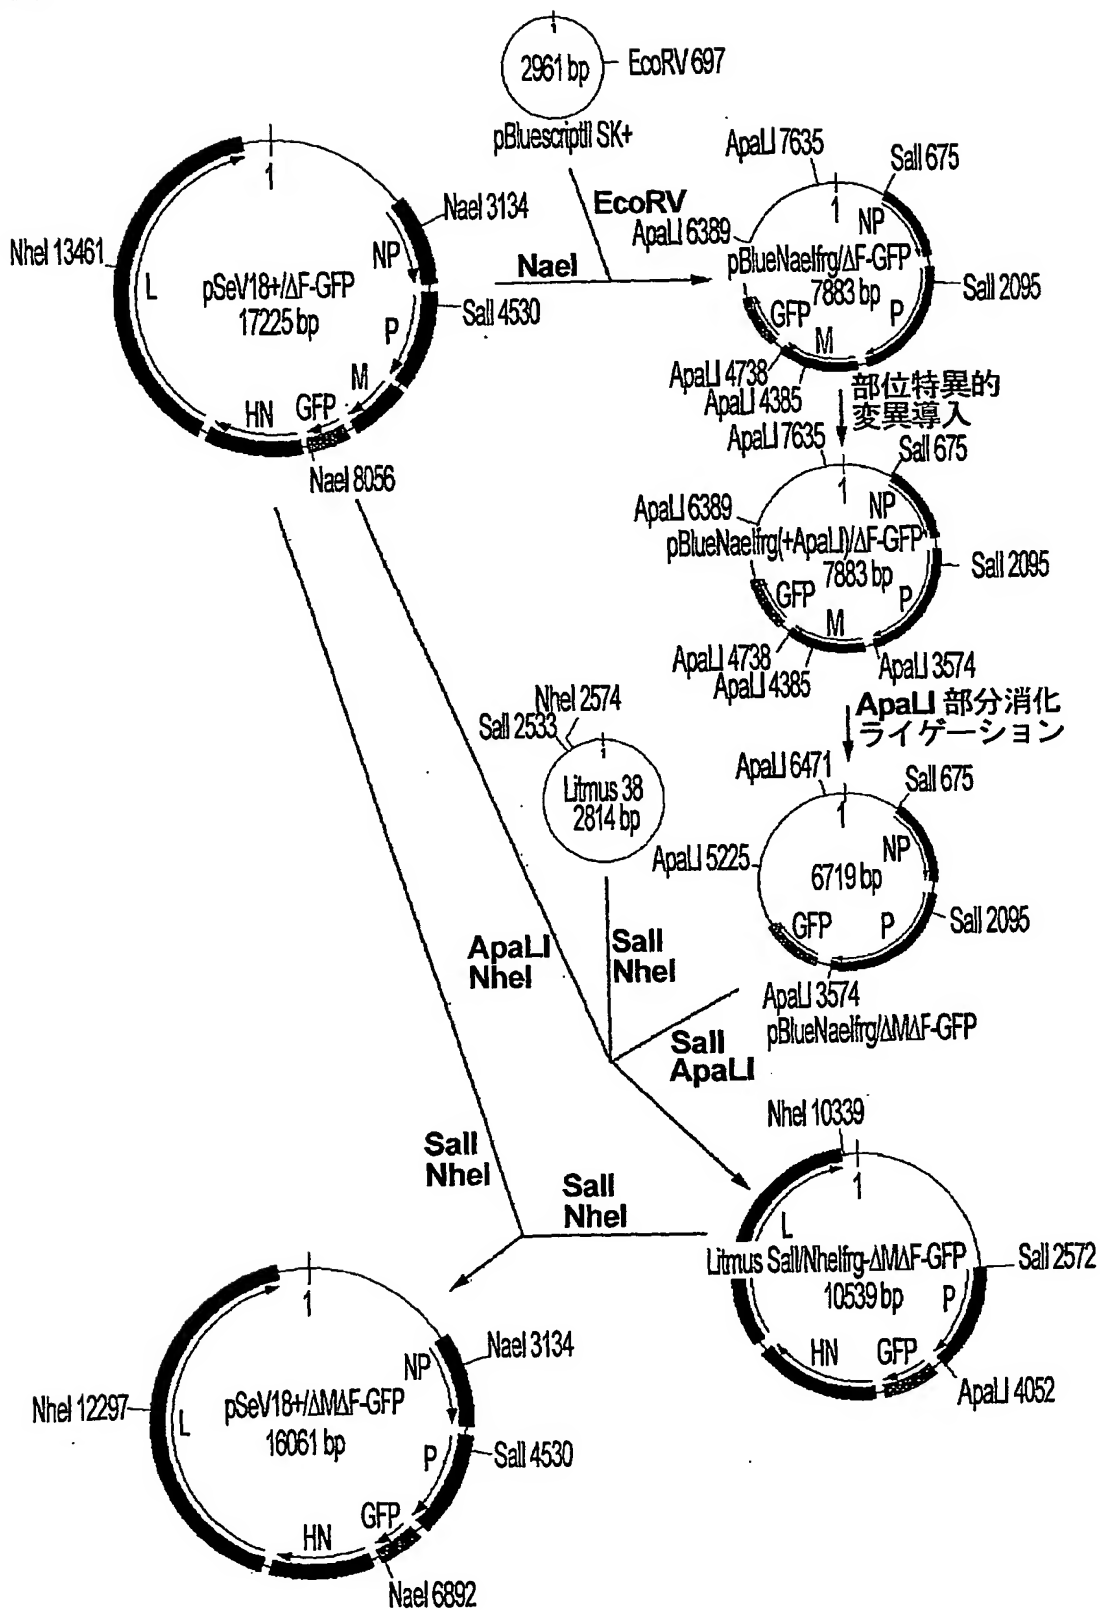 1
2961 bp
EcoRV 697
pBluescriptII SK+
1
NaeI 3134
NP
NheI 13461
L
pSeV18+/ΔF-GFP
17225 bp
SalI 4530
P
M
GFP
HN
NaeI 8056
EcoRV
NaeI
ApaLI 7635
SalI 675
1
NP
ApaLI 6389
pBlueNaeIfrg/ΔF-GFP
7883 bp
SalI 2095
GFP
P
M
ApaLI 4738
ApaLI 4385
部位特異的
変異導入
ApaLI 7635
SalI 675
1
NP
ApaLI 6389
pBlueNaeIfrg(+ApaLI)/ΔF-GFP
7883 bp
SalI 2095
GFP
P
M
ApaLI 4738
ApaLI 4385
ApaLI 3574
ApaLI 部分消化
ライゲーション
NheI 2574
SalI 2533
1
Litmus 38
2814 bp
ApaLI 6471
SalI 675
1
NP
ApaLI 5225
6719 bp
SalI 2095
GFP
P
ApaLI 3574
pBlueNaeIfrg/ΔMΔF-GFP
ApaLI
NheI
SalI
NheI
SalI
ApaLI
NheI 10339
1
L
Litmus SalI/NheIfrg-ΔMΔF-GFP
10539 bp
SalI 2572
P
HN
GFP
ApaLI 4052
SalI
NheI
SalI
NheI
1
NaeI 3134
NP
NheI 12297
L
pSeV18+/ΔMΔF-GFP
16061 bp
SalI 4530
P
GFP
HN
NaeI 6892